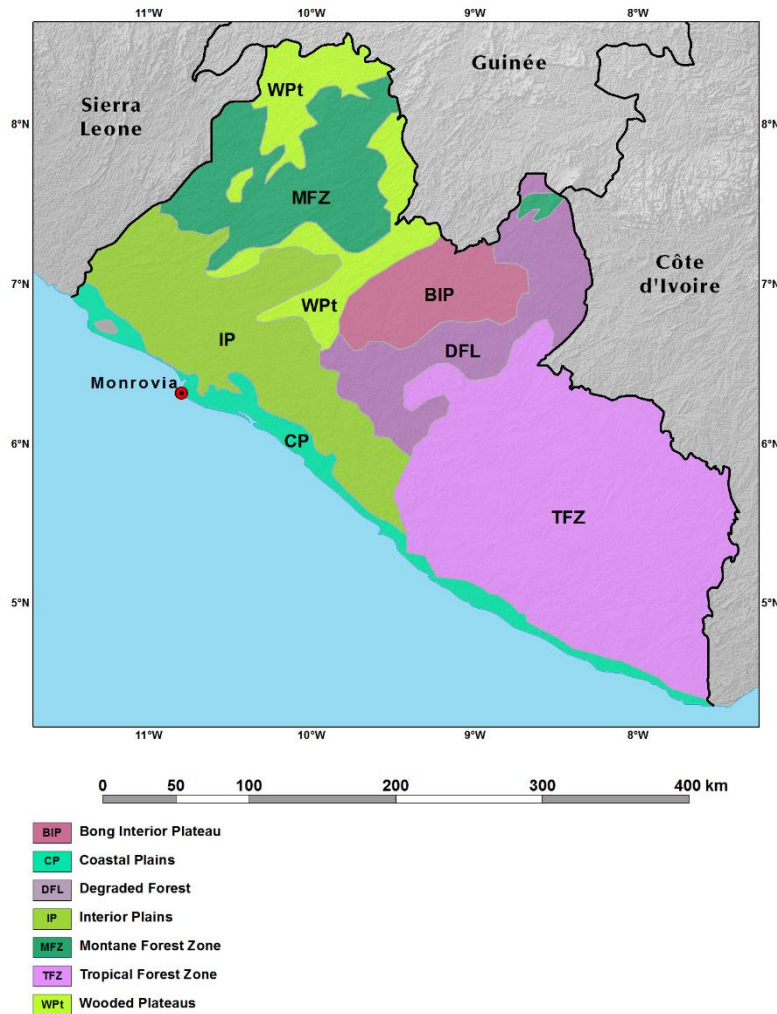 11°W 10°W 9°W 8°W
Guinée
WPt
Sierra
Leone
8°N 8°N
MFZ
Côte
d'Ivoire
7°N 7°N
BIP
WPt
IP
DFL
Monrovia
6°N 6°N
CP
TFZ
5°N 5°N
11°W 10°W 9°W 8°W
0 50 100 200 300 400 km
BIP Bong Interior Plateau
CP Coastal Plains
DFL Degraded Forest
IP Interior Plains
MFZ Montane Forest Zone
TFZ Tropical Forest Zone
WPt Wooded Plateaus